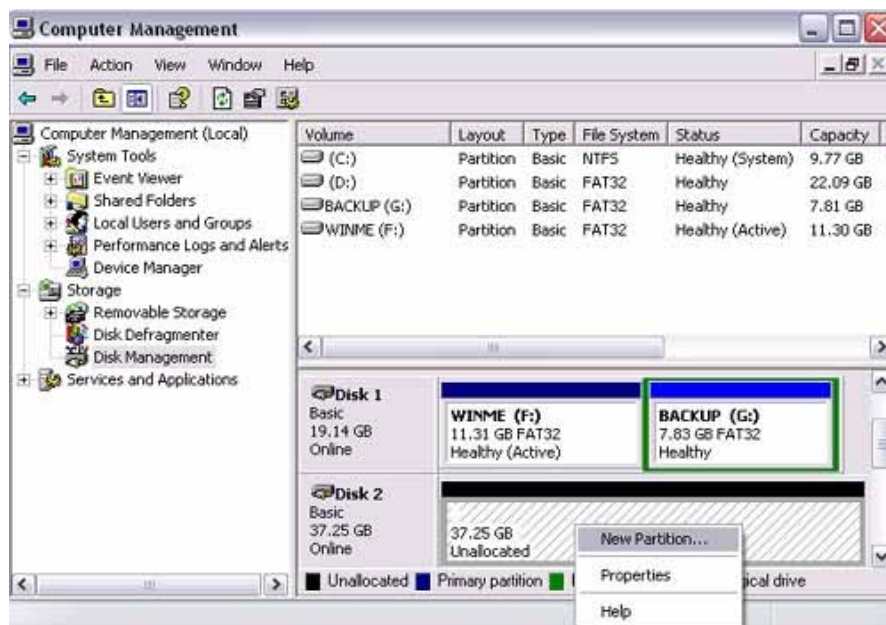 Computer Management
File Action View Window Help
Computer Management (Local)
System Tools
Event Viewer
Shared Folders
Local Users and Groups
Performance Logs and Alerts
Device Manager
Storage
Removable Storage
Disk Defragmenter
Disk Management
Services and Applications
Volume Layout Type File System Status Capacity
(C:) Partition Basic NTFS Healthy (System) 9.77 GB
(D:) Partition Basic FAT32 Healthy 22.09 GB
BACKUP (G:) Partition Basic FAT32 Healthy 7.81 GB
WINME (F:) Partition Basic FAT32 Healthy (Active) 11.30 GB
Disk 1
Basic
19.14 GB
Online
WINME (F:)
11.31 GB FAT32
Healthy (Active)
BACKUP (G:)
7.83 GB FAT32
Healthy
Disk 2
Basic
37.25 GB
Online
37.25 GB
Unallocated
New Partition...
Properties
Help
Unallocated Primary partition ical drive